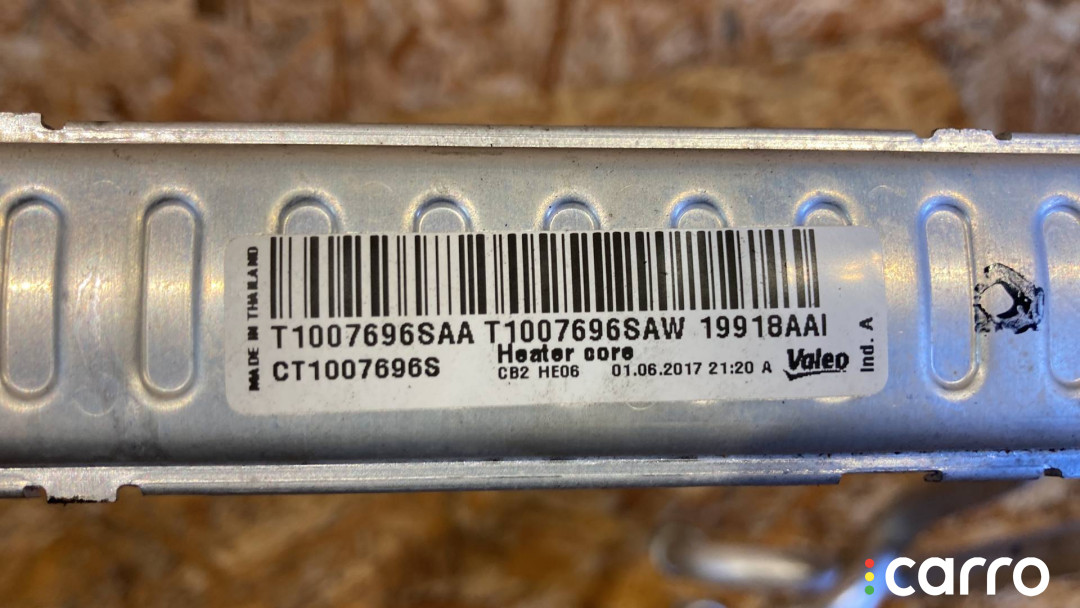 MADE IN THAILAND
T1007696SAA T1007696SAW 19918AAI
CT1007696S
Heater core
CB2 HE06 01.06.2017 21:20 A
Valeo
Ind. A
carro